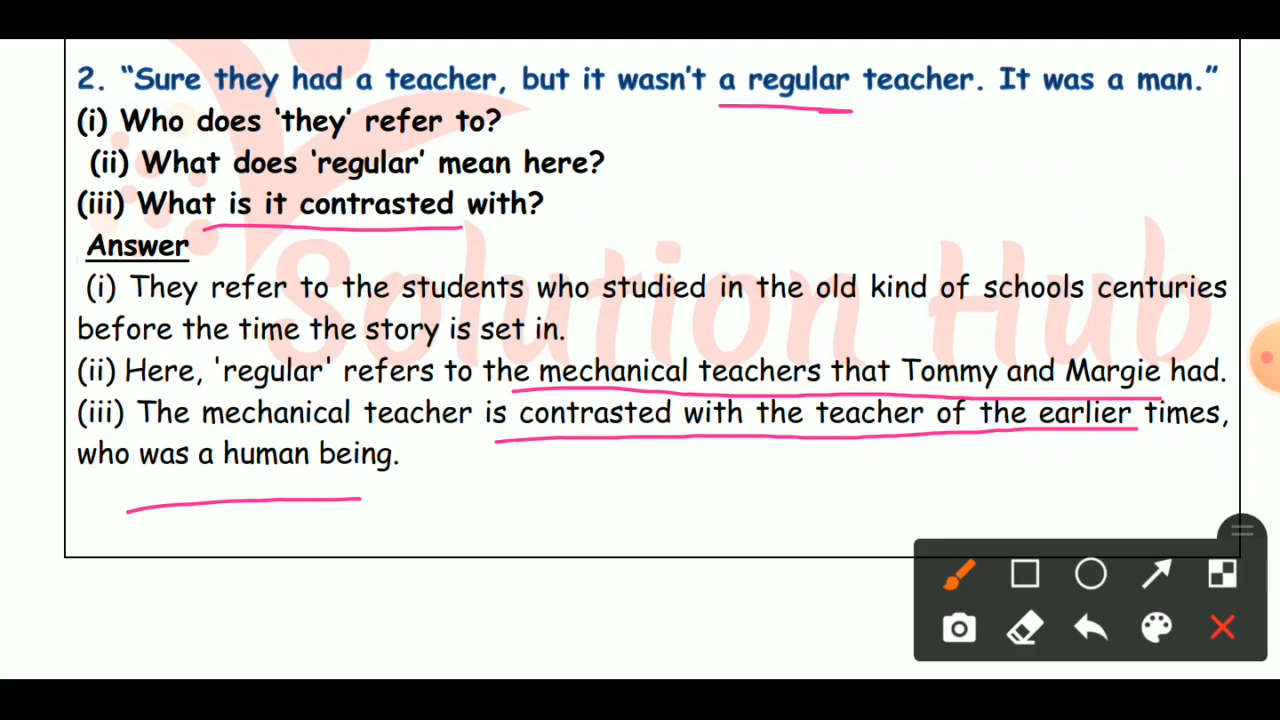 2. “Sure they had a teacher, but it wasn’t a regular teacher. It was a man.”
(i) Who does ‘they’ refer to?
(ii) What does ‘regular’ mean here?
(iii) What is it contrasted with?
Answer
(i) They refer to the students who studied in the old kind of schools centuries
before the time the story is set in.
(ii) Here, 'regular' refers to the mechanical teachers that Tommy and Margie had.
(iii) The mechanical teacher is contrasted with the teacher of the earlier times,
who was a human being.
Solution Hub